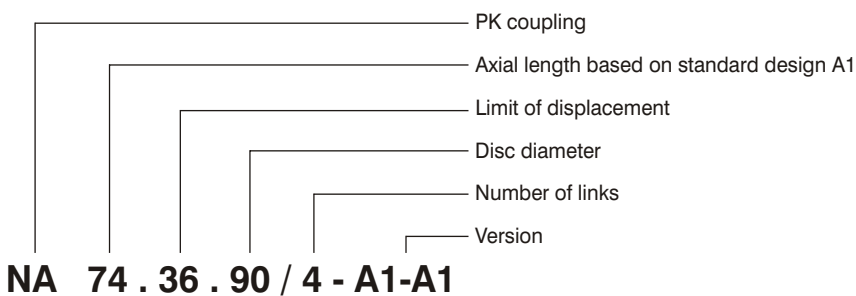 PK coupling
Axial length based on standard design A1
Limit of displacement
Disc diameter
Number of links
Version
NA 74 . 36 . 90 / 4 - A1-A1